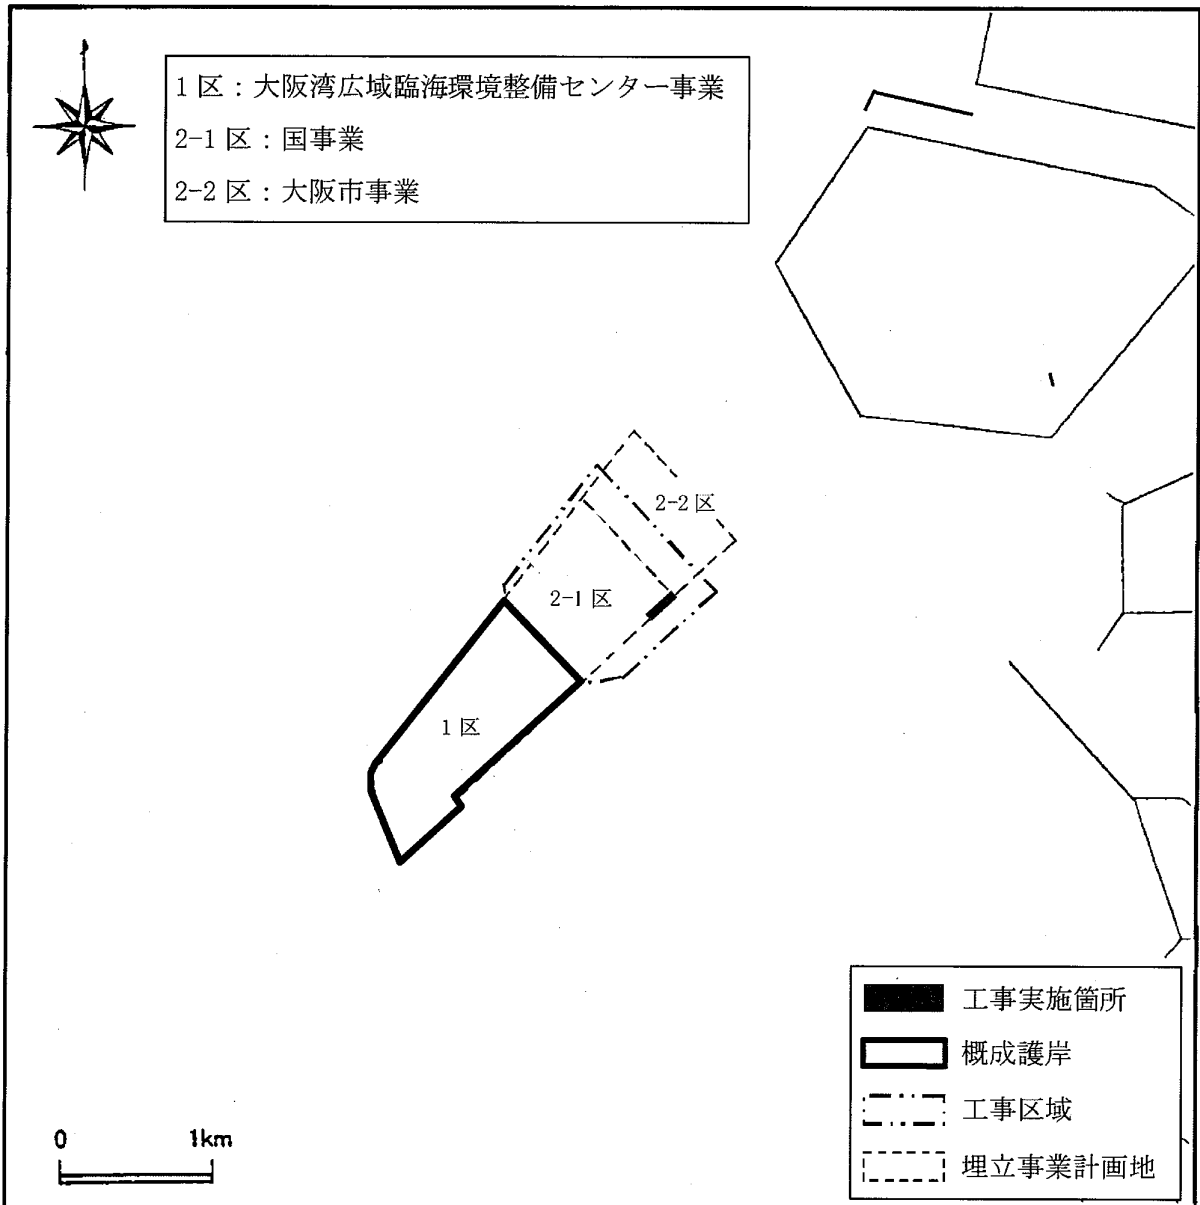 1区：大阪湾広域臨海環境整備センター事業
2-1区：国事業
2-2区：大阪市事業
2-2区
2-1区
1区
工事実施箇所
概成護岸
工事区域
埋立事業計画地
0 1km